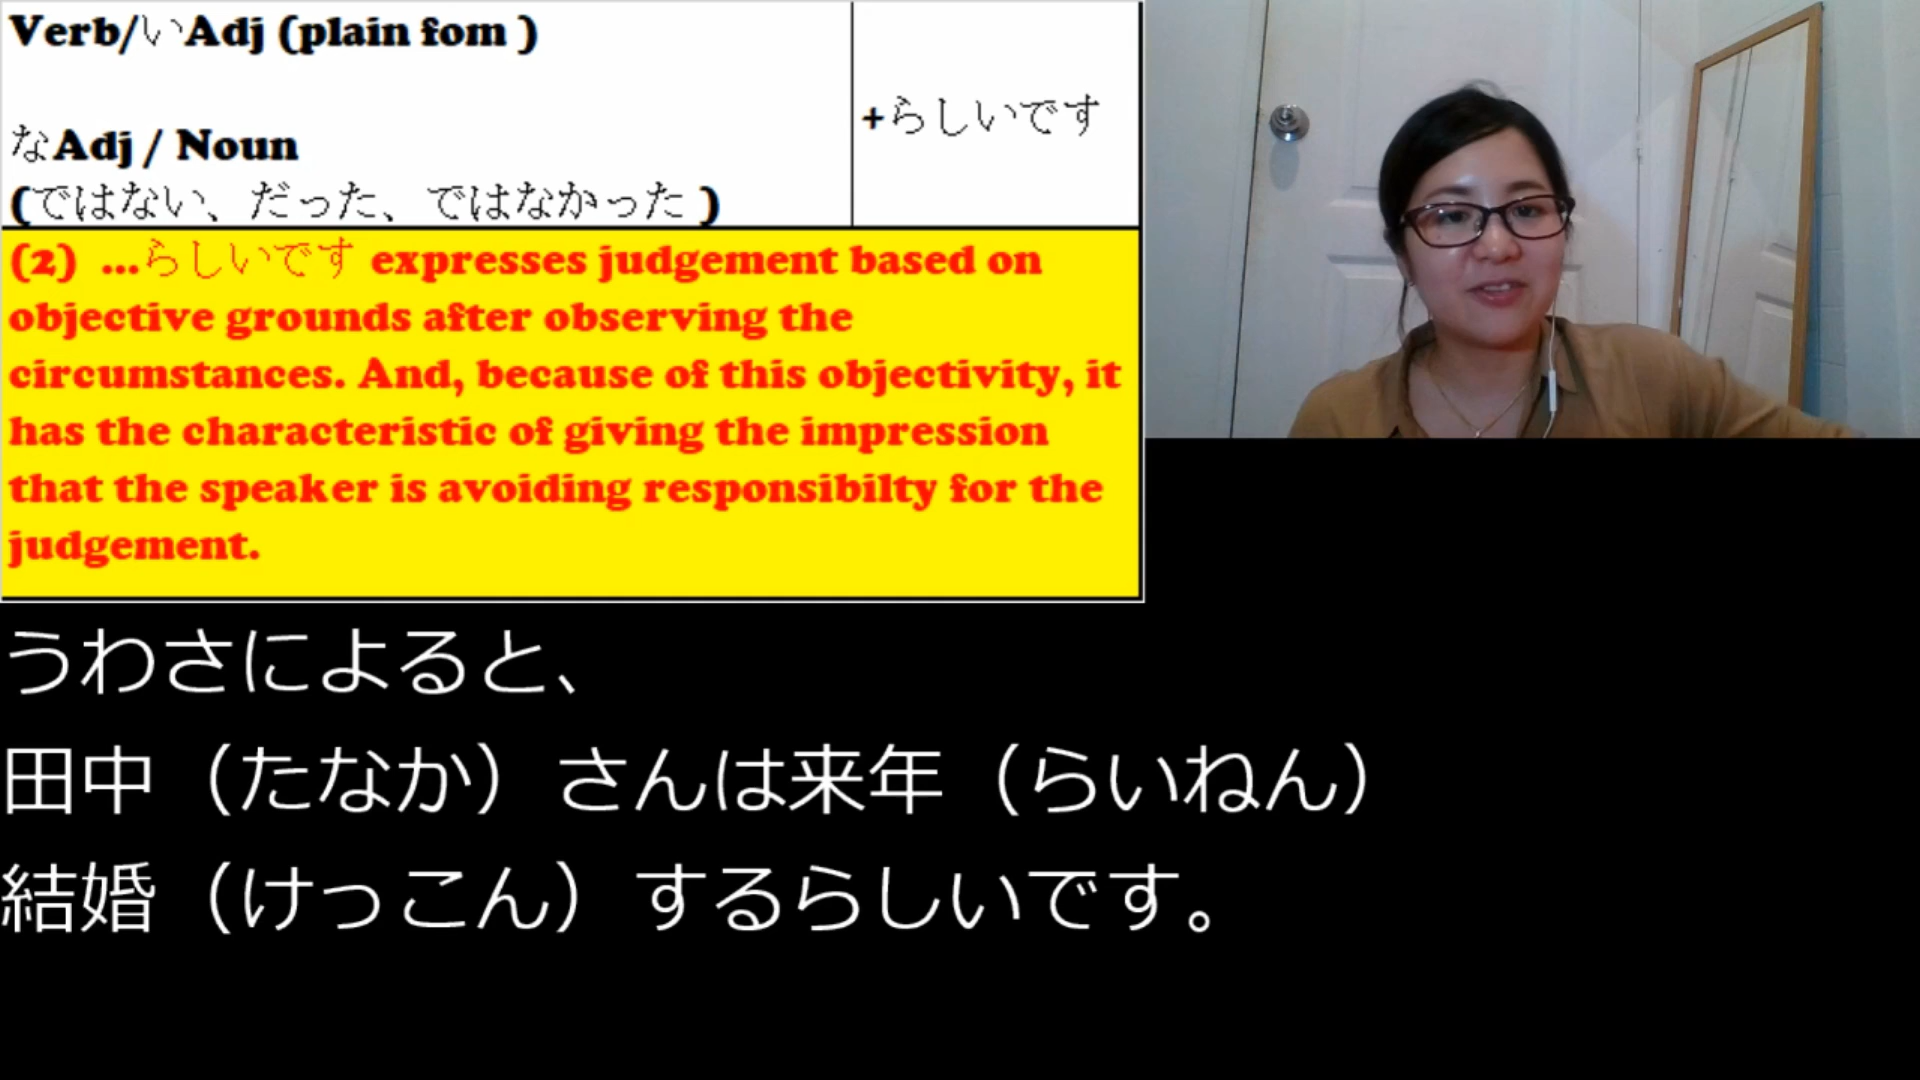 Verb/いAdj (plain fom )
なAdj / Noun
(ではない、だった、ではなかった )
+らしいです
(2) ...らしいです expresses judgement based on
objective grounds after observing the
circumstances. And, because of this objectivity, it
has the characteristic of giving the impression
that the speaker is avoiding responsibilty for the
judgement.
うわさによると、
田中（たなか）さんは来年（らいねん）
結婚（けっこん）するらしいです。